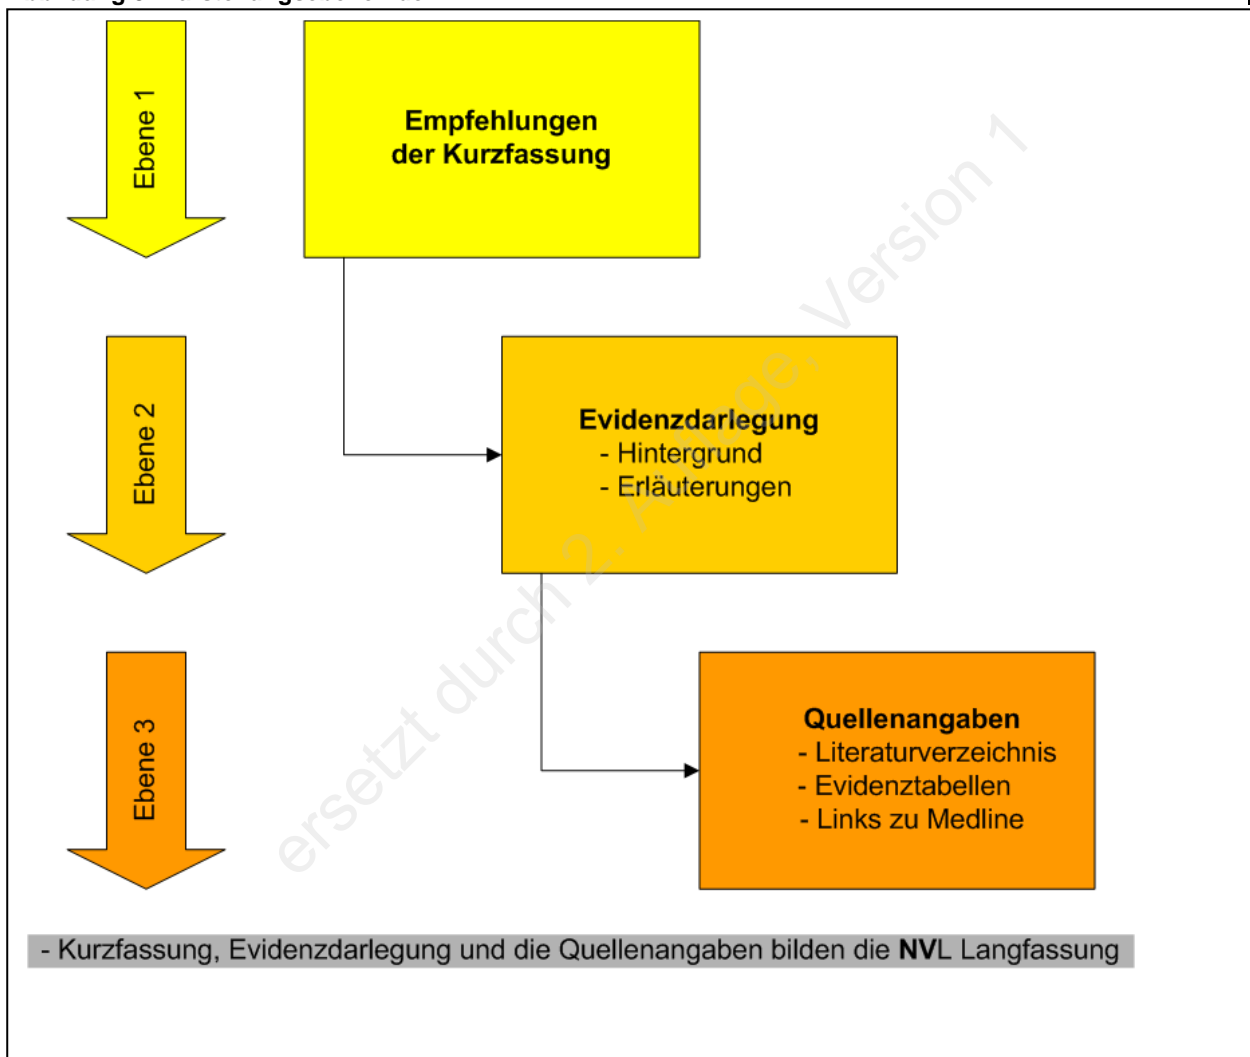 Ebene 1
Empfehlungen
der Kurzfassung
Ebene 2
Evidenzdarlegung
- Hintergrund
- Erläuterungen
Ebene 3
Quellenangaben
- Literaturverzeichnis
- Evidenztabellen
- Links zu Medline
- Kurzfassung, Evidenzdarlegung und die Quellenangaben bilden die NVL Langfassung
ersetzt durch 2. Auflage, Version 1